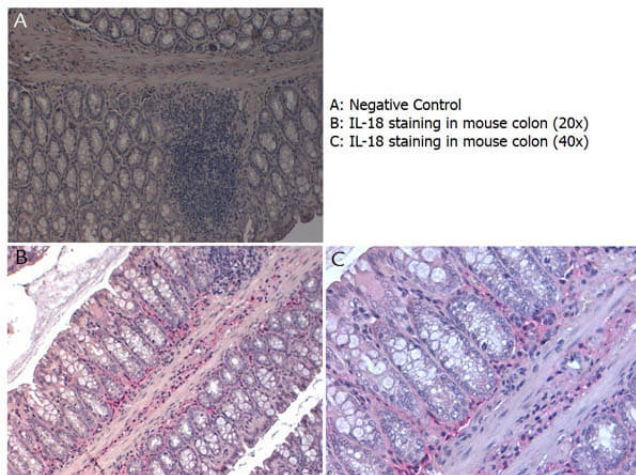 A
A: Negative Control
B: IL-18 staining in mouse colon (20x)
C: IL-18 staining in mouse colon (40x)
B
C